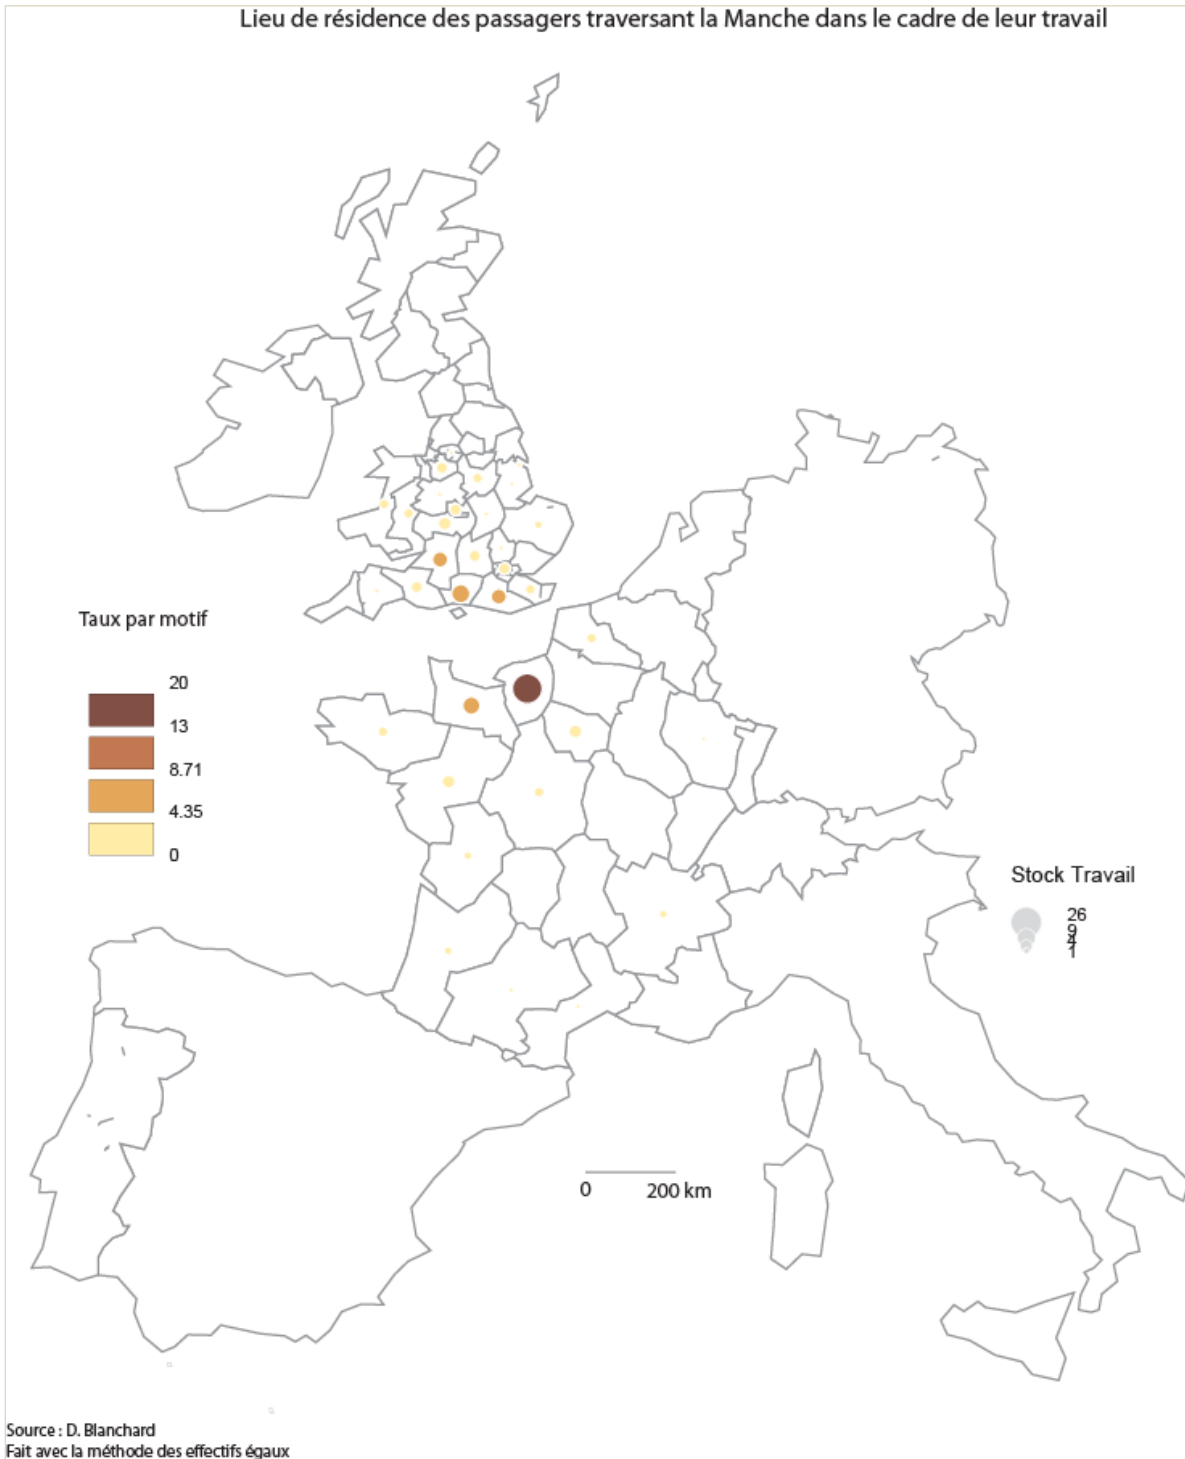 Lieu de résidence des passagers traversant la Manche dans le cadre de leur travail
Taux par motif
20
13
8.71
4.35
0
Stock Travail
26
9
4
1
0 200 km
Source : D. Blanchard
Fait avec la méthode des effectifs égaux